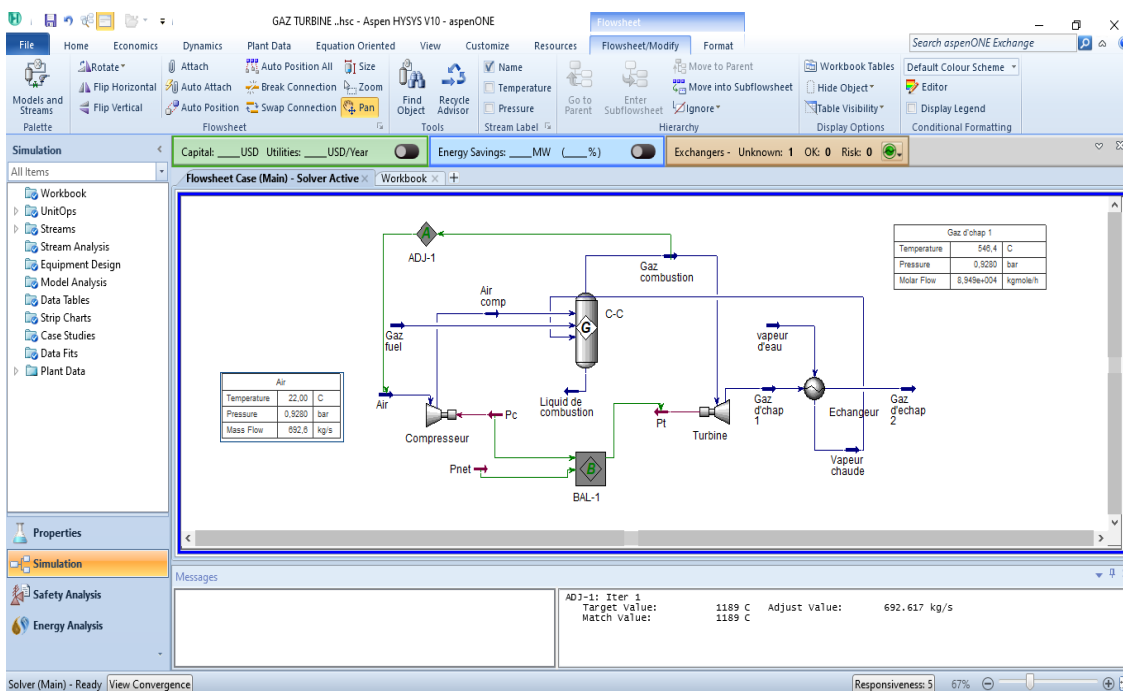 GAZ TURBINE ..hsc - Aspen HYSYS V10 - aspenONE
Flowsheet
File Home Economics Dynamics Plant Data Equation Oriented View Customize Resources Flowsheet/Modify Format
Search aspenONE Exchange
Models and Streams
Palette
Rotate Attach Auto Position All Size
Flip Horizontal Auto Attach Break Connection Zoom
Flip Vertical Auto Position Swap Connection Pan
Flowsheet
Find Object
Recycle Advisor
Tools
Name
Temperature
Pressure
Stream Label
Go to Parent
Enter Subflowsheet
Move to Parent
Move into Subflowsheet
Ignore
Hierarchy
Workbook Tables
Hide Object
Table Visibility
Display Options
Default Colour Scheme
Editor
Display Legend
Conditional Formatting
Simulation <
All Items
Workbook
UnitOps
Streams
Stream Analysis
Equipment Design
Model Analysis
Data Tables
Strip Charts
Case Studies
Data Fits
Plant Data
Properties
Simulation
Safety Analysis
Energy Analysis
Capital: ____USD Utilities: ____USD/Year
Energy Savings: ____MW (____%)
Exchangers - Unknown: 1 OK: 0 Risk: 0
Flowsheet Case (Main) - Solver Active × Workbook × +
A
ADJ-1
Gaz d'chap 1
Temperature 546,4 C
Pressure 0,9280 bar
Molar Flow 8,949e+004 kgmole/h
Gaz
combustion
Air
comp
C-C
G
Gaz
fuel
vapeur
d'eau
Air
Temperature 22,00 C
Pressure 0,9280 bar
Mass Flow 692,6 kg/s
Air
Liquid de
combustion
Pc
Compresseur
Pt
Turbine
Gaz
d'chap
1
Echangeur
Gaz
d'echap
2
Vapeur
chaude
Pnet
B
BAL-1
Messages
ADJ-1: Iter 1
Target Value: 1189 C Adjust Value: 692.617 kg/s
Match Value: 1189 C
Solver (Main) - Ready View Convergence
Responsiveness: 5 67%